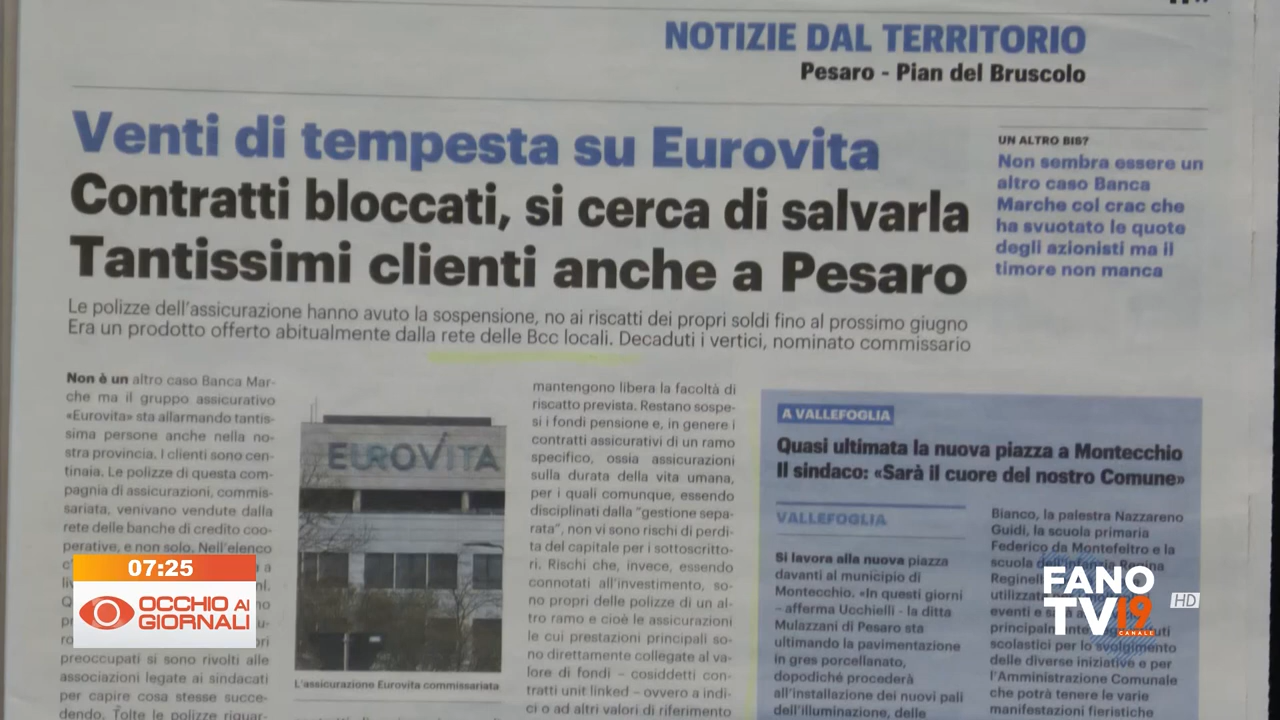 NOTIZIE DAL TERRITORIO
Pesaro - Pian del Bruscolo
Venti di tempesta su Eurovita
Contratti bloccati, si cerca di salvarla
Tantissimi clienti anche a Pesaro
Le polizze dell'assicurazione hanno avuto la sospensione, no ai riscatti dei propri soldi fino al prossimo giugno
Era un prodotto offerto abitualmente dalla rete delle Bcc locali. Decaduti i vertici, nominato commissario
UN ALTRO BIS?
Non sembra essere un
altro caso Banca
Marche col crac che
ha svuotato le quote
degli azionisti ma il
timore non manca
Non è un altro caso Banca Mar-
che ma il gruppo assicurativo
«Eurovita» sta allarmando tantis-
sima persone anche nella no-
stra provincia. I clienti sono cen-
tinaia. Le polizze di questa com-
pagnia di assicurazioni, commis-
sariata, venivano vendute dalla
rete delle banche di credito coo-
perative, e non solo. Nell'elenco
preoccupati si sono rivolti alle
associazioni legate ai sindacati
per capire cosa stesse succe-
dendo. Tolte le polizze riguar-
EUROVITA
L'assicurazione Eurovita commissariata
mantengono libera la facoltà di
riscatto prevista. Restano sospe-
si i fondi pensione e, in genere i
contratti assicurativi di un ramo
specifico, ossia assicurazioni
sulla durata della vita umana,
per i quali comunque, essendo
disciplinati dalla "gestione sepa-
rata", non vi sono rischi di perdi-
ta del capitale per i sottoscritto-
ri. Rischi che, invece, essendo
connotati all'investimento, so-
no propri delle polizze di un al-
tro ramo e cioè le assicurazioni
le cui prestazioni principali so-
no direttamente collegate al va-
lore di fondi – cosiddetti con-
tratti unit linked – ovvero a indi-
ci o ad altri valori di riferimento
A VALLEFOGLIA
Quasi ultimata la nuova piazza a Montecchio
Il sindaco: «Sarà il cuore del nostro Comune»
VALLEFOGLIA
Si lavora alla nuova piazza
davanti al municipio di
Montecchio. «In questi giorni
– afferma Ucchielli - la ditta
Mulazzani di Pesaro sta
ultimando la pavimentazione
in gres porcellanato,
dopodiché procederà
all'installazione dei nuovi pali
dell'illuminazione, delle
Bianco, la palestra Nazzareno
Guidi, la scuola primaria
Federico da Montefeltro e la
scuola dell'infanzia Regina
eventi e
principalmente
scolastici per lo svolgimento
delle diverse iniziative e per
l'Amministrazione Comunale
che potrà tenere le varie
manifestazioni fieristiche
07:25
OCCHIO AI
GIORNALI
FANO
TV 19
CANALE
HD